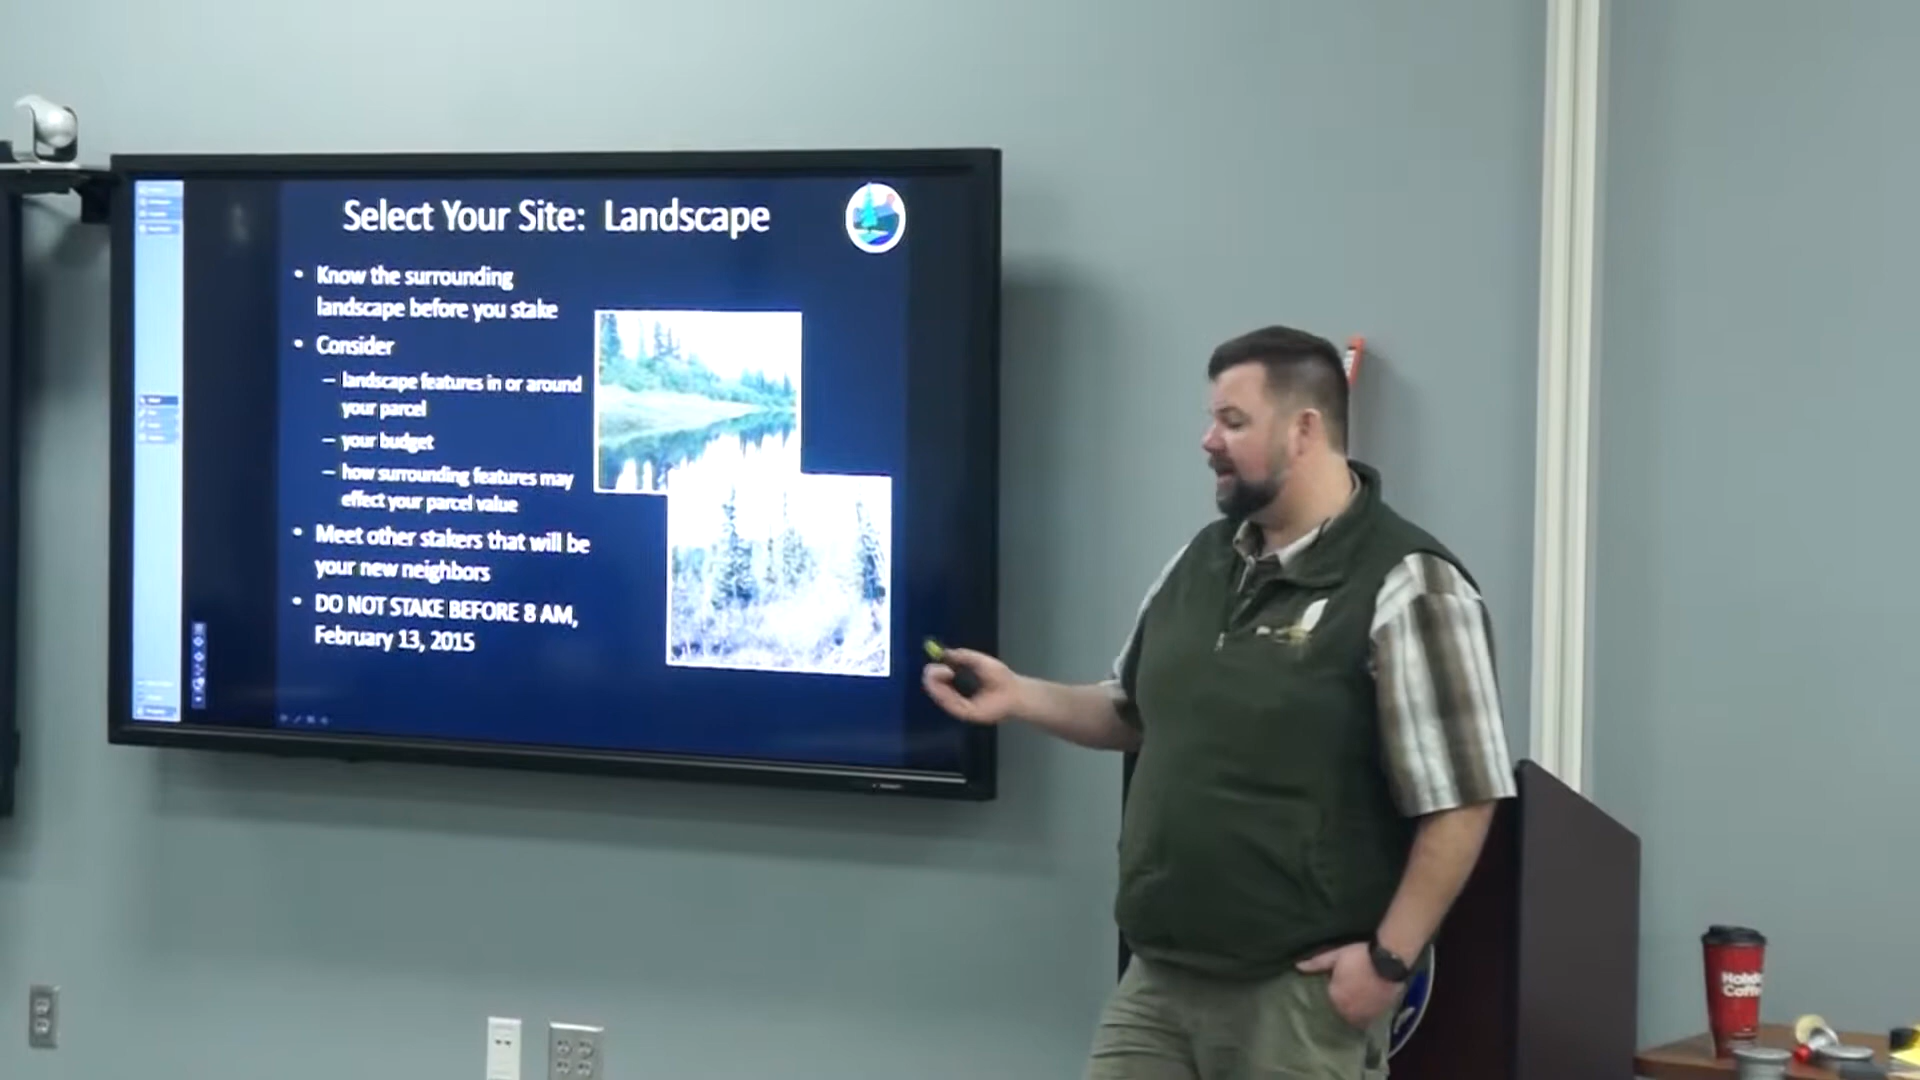 Select Your Site: Landscape
• Know the surrounding
landscape before you stake
• Consider
– landscape features in or around
your parcel
– your budget
– how surrounding features may
effect your parcel value
• Meet other stakers that will be
your new neighbors
• DO NOT STAKE BEFORE 8 AM,
February 13, 2015